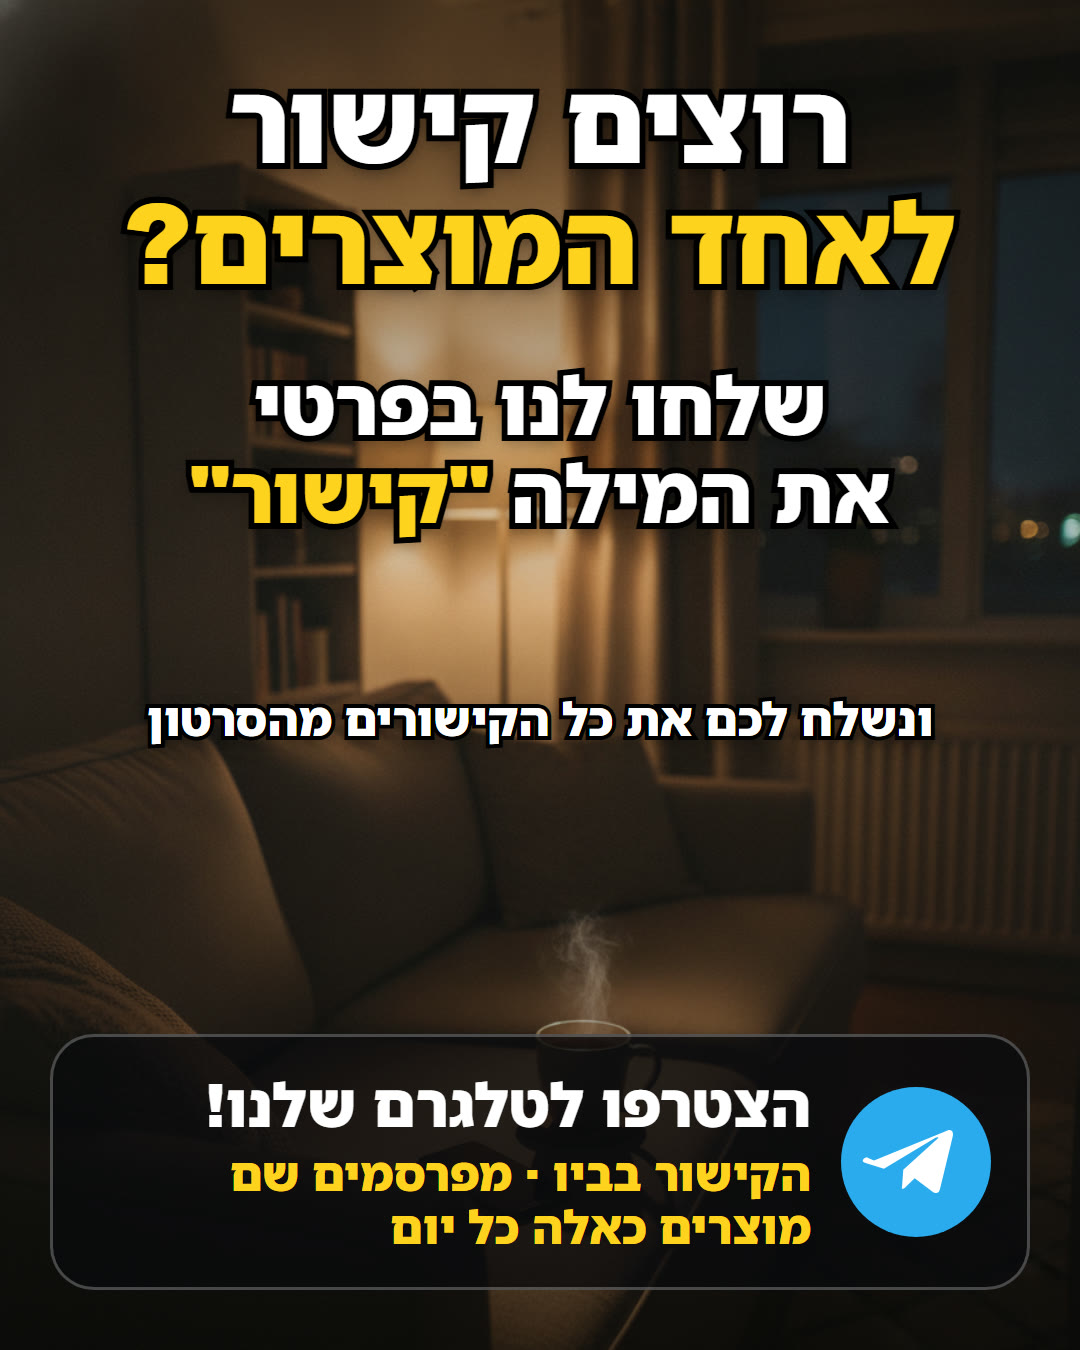 רוצים קישור
לאחד המוצרים?
שלחו לנו בפרטי
את המילה "קישור"
ונשלח לכם את כל הקישורים מהסרטון
הצטרפו לטלגרם שלנו!
הקישור בביו · מפרסמים שם
מוצרים כאלה כל יום